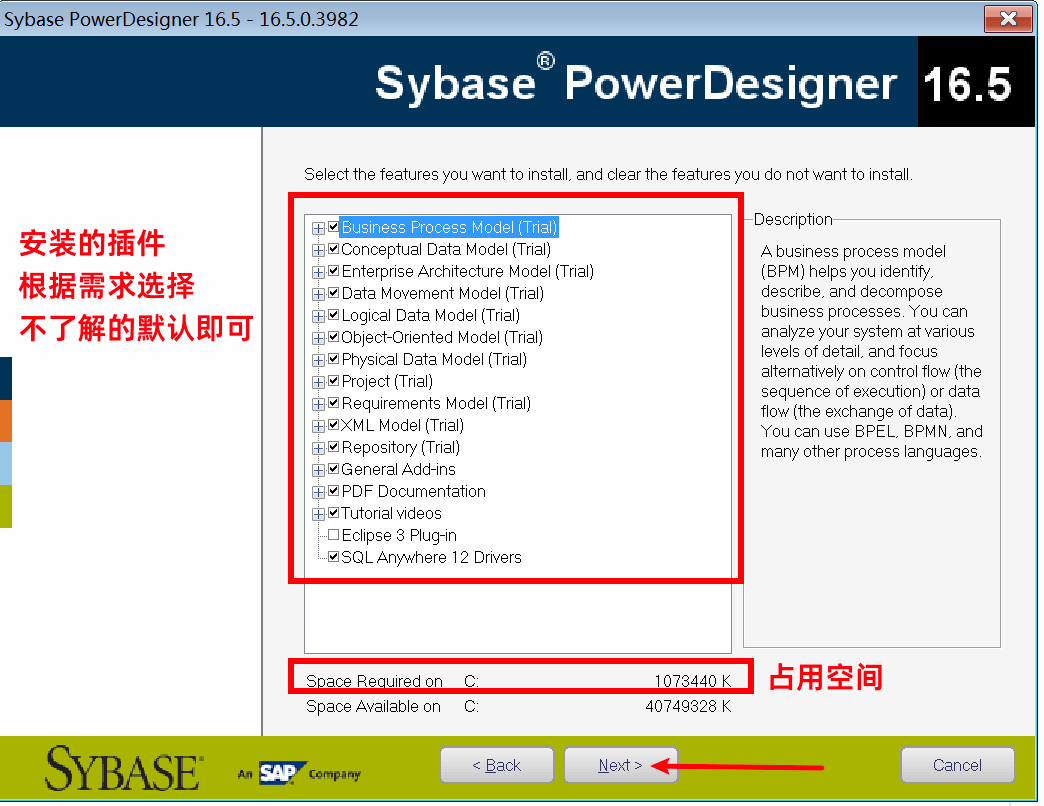 Sybase PowerDesigner 16.5 - 16.5.0.3982
Sybase® PowerDesigner 16.5
Select the features you want to install, and clear the features you do not want to install.
安装的插件
根据需求选择
不了解的默认即可
Business Process Model (Trial)
Conceptual Data Model (Trial)
Enterprise Architecture Model (Trial)
Data Movement Model (Trial)
Logical Data Model (Trial)
Object-Oriented Model (Trial)
Physical Data Model (Trial)
Project (Trial)
Requirements Model (Trial)
XML Model (Trial)
Repository (Trial)
General Add-ins
PDF Documentation
Tutorial videos
Eclipse 3 Plug-in
SQL Anywhere 12 Drivers
Description
A business process model
(BPM) helps you identify,
describe, and decompose
business processes. You can
analyze your system at various
levels of detail, and focus
alternatively on control flow (the
sequence of execution) or data
flow (the exchange of data).
You can use BPEL, BPMN, and
many other process languages.
Space Required on C: 1073440 K
占用空间
Space Available on C: 40749328 K
SYBASE An SAP Company
< Back
Next >
Cancel